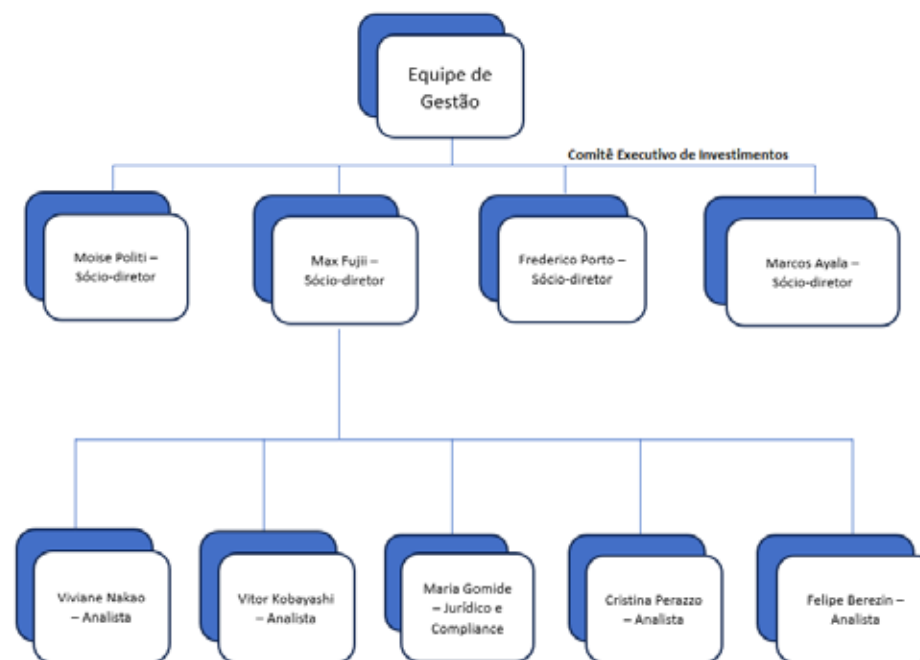 Equipe de
Gestão
Comitê Executivo de Investimentos
Moise Politi –
Sócio-diretor
Max Fujii –
Sócio-diretor
Frederico Porto –
Sócio-diretor
Marcos Ayala –
Sócio-diretor
Viviane Nakao
– Analista
Vitor Kobayashi
– Analista
Maria Gomide
– Jurídico e
Compliance
Cristina Perazzo
– Analista
Felipe Berezin –
Analista